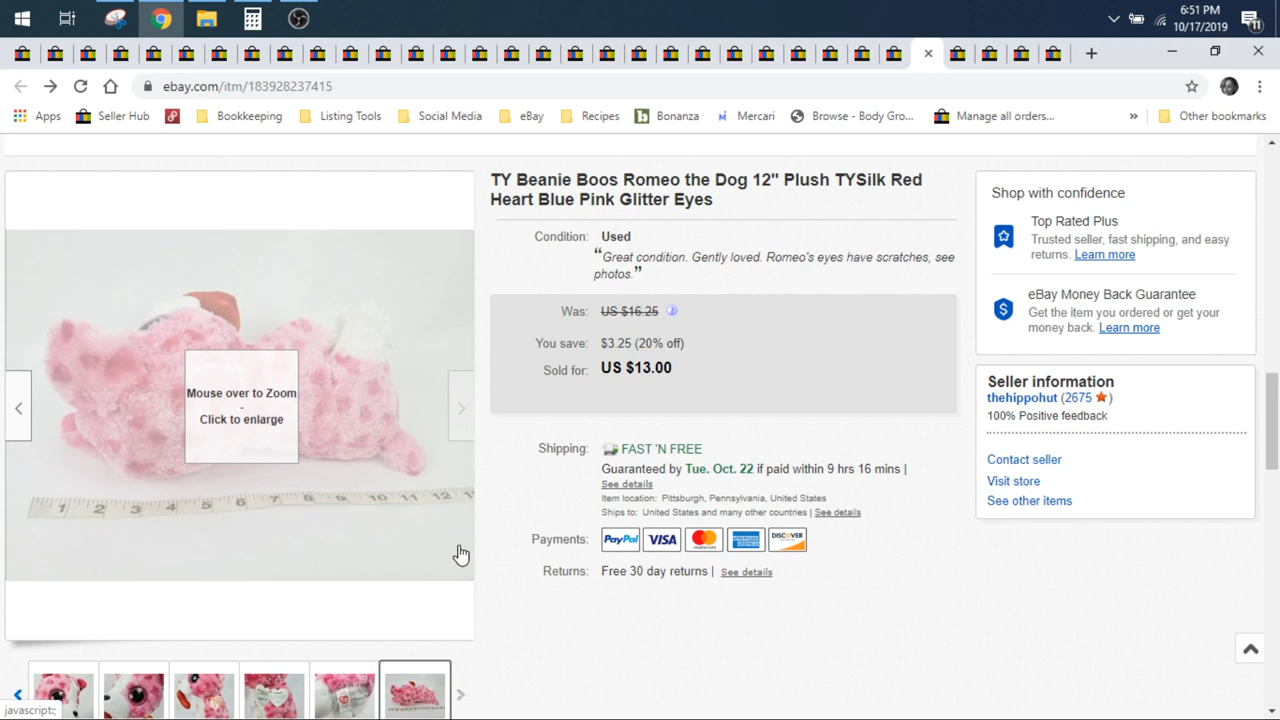 6:51 PM
10/17/2019
11
ebay.com/itm/183928237415
Apps
Seller Hub
Bookkeeping
Listing Tools
Social Media
eBay
Recipes
Bonanza
Mercari
Browse - Body Gro...
Manage all orders...
»
Other bookmarks
TY Beanie Boos Romeo the Dog 12" Plush TYSilk Red
Heart Blue Pink Glitter Eyes
Condition: Used
“Great condition. Gently loved. Romeo's eyes have scratches, see
photos.”
Was: US $16.25
You save: $3.25 (20% off)
Sold for: US $13.00
Mouse over to Zoom
-
Click to enlarge
1 2 3 4 5 6 7 8 9 10 11 12
Shipping: FAST 'N FREE
Guaranteed by Tue. Oct. 22 if paid within 9 hrs 16 mins |
See details
Item location: Pittsburgh, Pennsylvania, United States
Ships to: United States and many other countries | See details
Payments: PayPal VISA MasterCard AMERICAN EXPRESS DISCOVER
Returns: Free 30 day returns | See details
Shop with confidence
Top Rated Plus
Trusted seller, fast shipping, and easy
returns. Learn more
eBay Money Back Guarantee
Get the item you ordered or get your
money back. Learn more
Seller information
thehippohut (2675 )
100% Positive feedback
Contact seller
Visit store
See other items
javascript:;